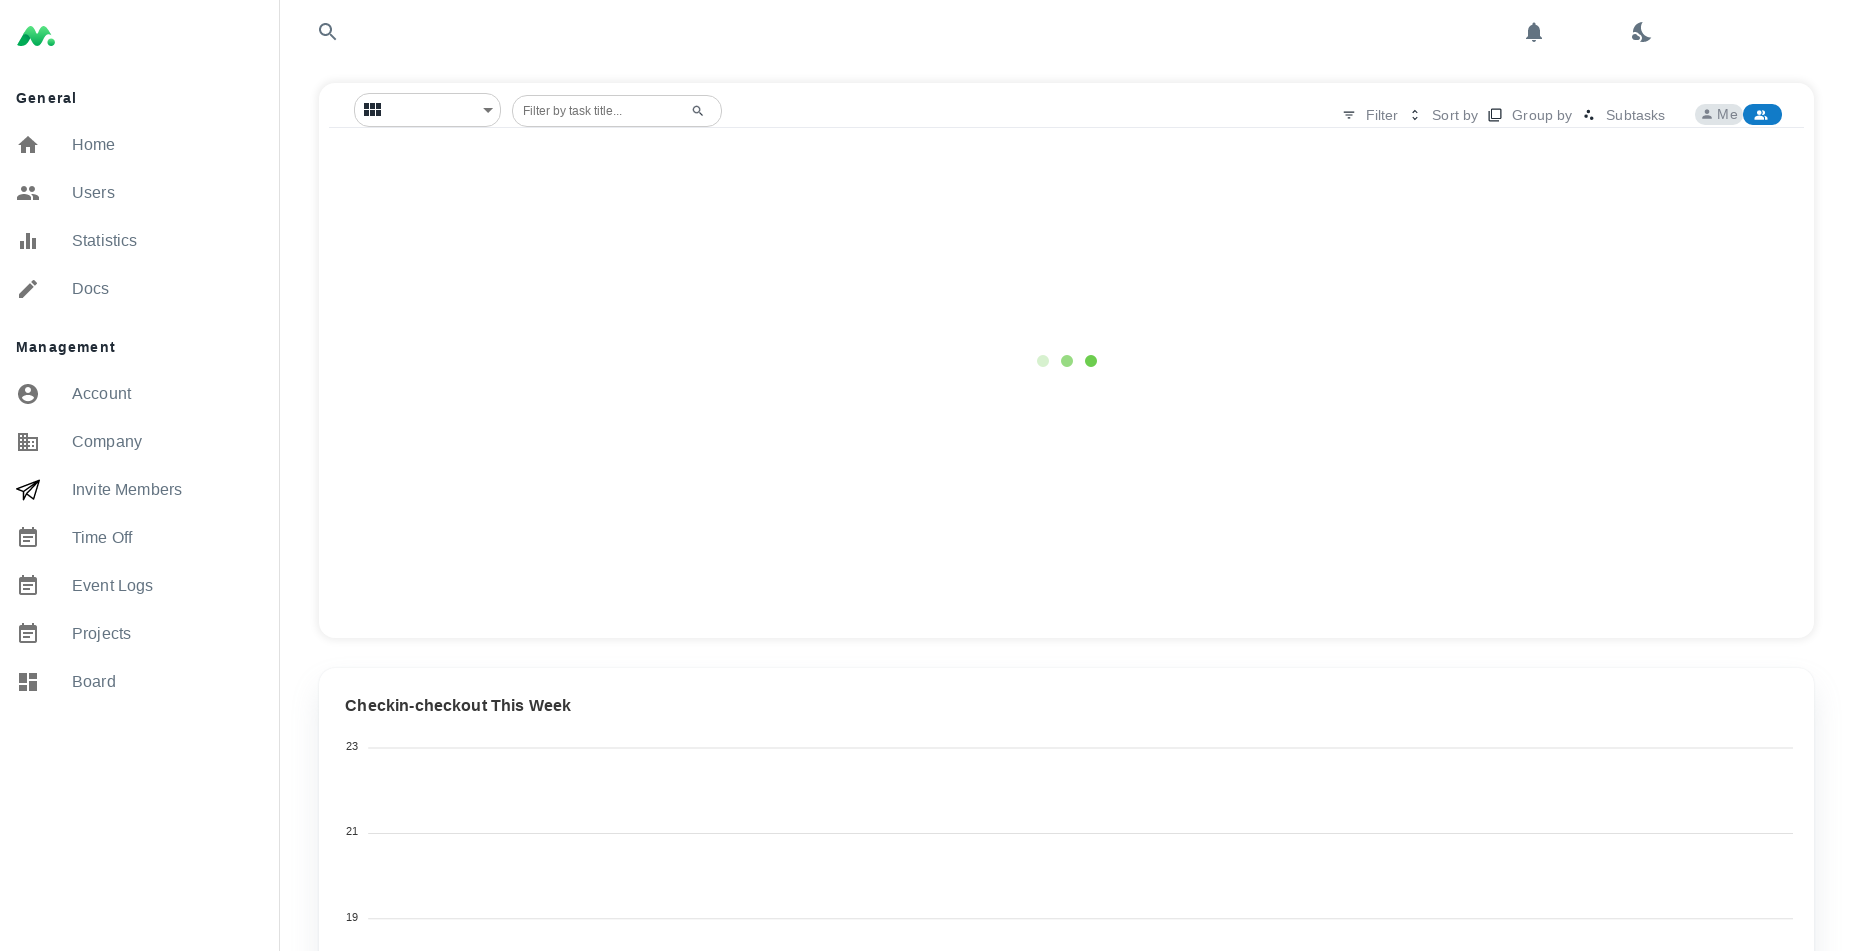 General
Home
Users
Statistics
Docs
Management
Account
Company
Invite Members
Time Off
Event Logs
Projects
Board
Filter by task title...
Filter
Sort by
Group by
Subtasks
Me
Checkin-checkout This Week
23
21
19